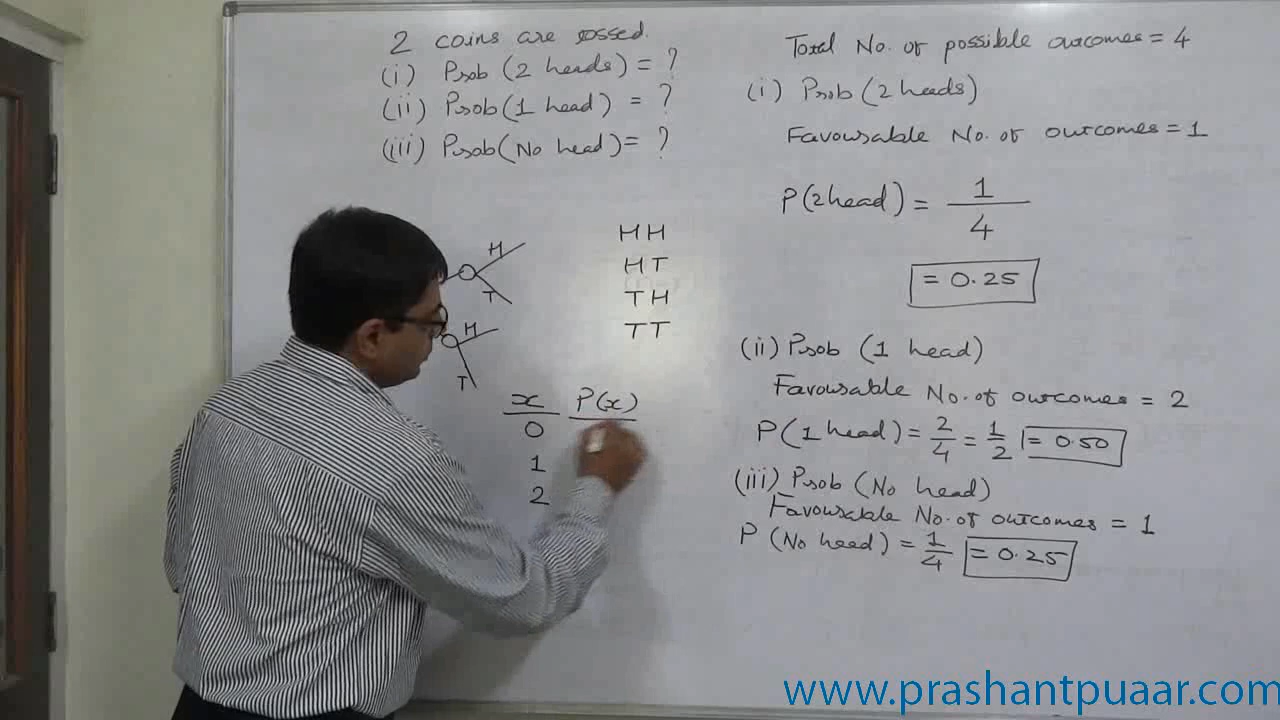 2 coins are tossed.
(i) Prob (2 heads) = ?
(ii) Prob (1 head) = ?
(iii) Prob (No head) = ?
H
T
H
T
HH
HT
TH
TT
x P(x)
0
1
2
Total No. of possible outcomes = 4
(i) Prob (2 heads)
Favourable No. of outcomes = 1
P(2 head) = 1/4
= 0.25
(ii) Prob (1 head)
Favourable No. of outcomes = 2
P(1 head) = 2/4 = 1/2 = 0.50
(iii) Prob (No head)
Favourable No. of outcomes = 1
P (No head) = 1/4 = 0.25
www.prashantpuaar.com